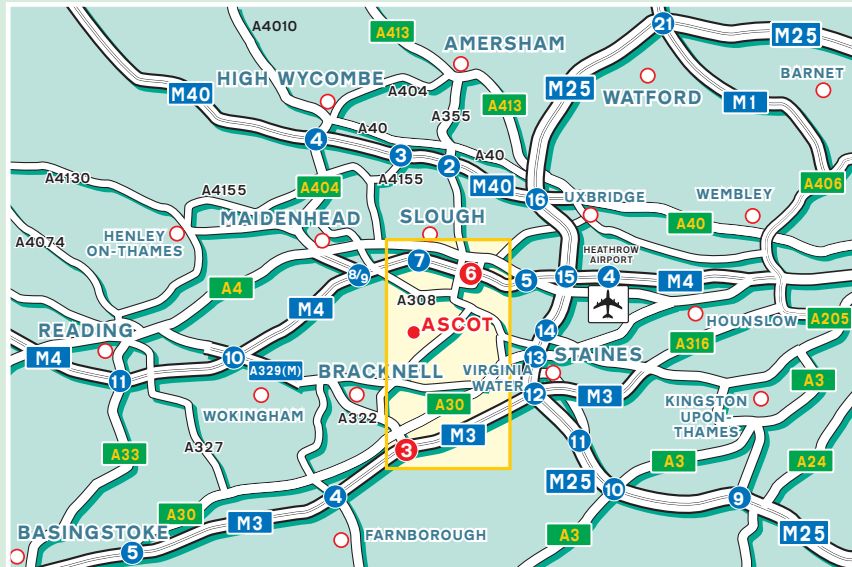 A4010
A413
21
M25
AMERSHAM
HIGH WYCOMBE
BARNET
M40
A404
M25
WATFORD
M1
A413
A355
4
A40
3
A40
2
A4155
M40
16
UXBRIDGE
WEMBLEY
A406
A4130
A4155
A404
A40
HENLEY
ON-THAMES
MAIDENHEAD
SLOUGH
A4074
HEATHROW
AIRPORT
8/9
7
6
5
15
4
M4
A4
M4
A308
ASCOT
HOUNSLOW
A205
READING
M4
14
A316
10
A329(M)
BRACKNELL
VIRGINIA
WATER
13
STAINES
11
12
M3
A3
WOKINGHAM
A322
A30
KINGSTON
UPON-
THAMES
A327
3
M3
11
A33
A3
A24
M25
10
9
4
A30
M3
A3
M25
BASINGSTOKE
FARNBOROUGH
5